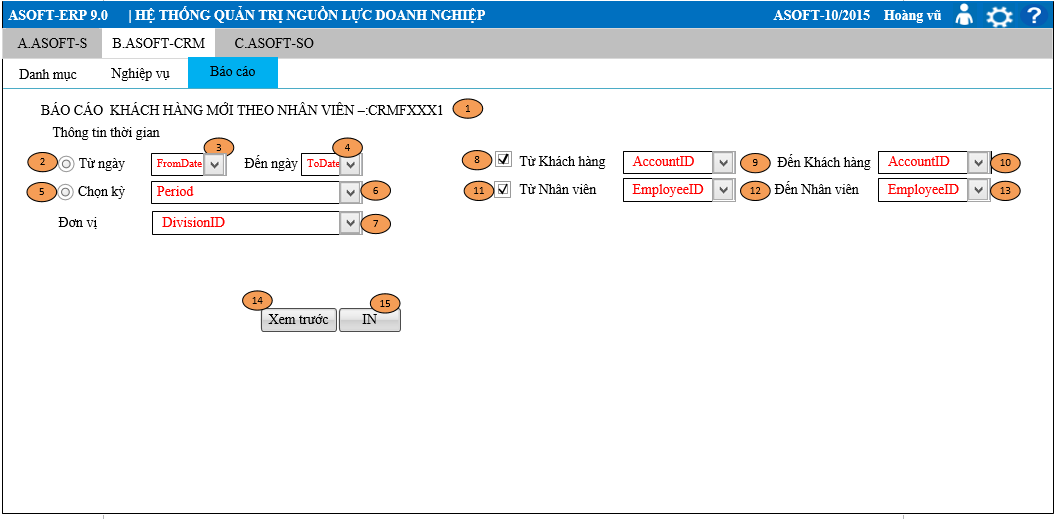 ASOFT-ERP 9.0 | HỆ THỐNG QUẢN TRỊ NGUỒN LỰC DOANH NGHIỆP ASOFT-10/2015 Hoàng vũ ?
A.ASOFT-S B.ASOFT-CRM C.ASOFT-SO
Danh mục Nghiệp vụ Báo cáo
BÁO CÁO KHÁCH HÀNG MỚI THEO NHÂN VIÊN –:CRMFXXX1 1
Thông tin thời gian
2 Từ ngày FromDate 3 Đến ngày ToDate 4 8 Từ Khách hàng AccountID 9 Đến Khách hàng AccountID 10
5 Chọn kỳ Period 6 11 Từ Nhân viên EmployeeID 12 Đến Nhân viên EmployeeID 13
Đơn vị DivisionID 7
14 Xem trước 15 IN